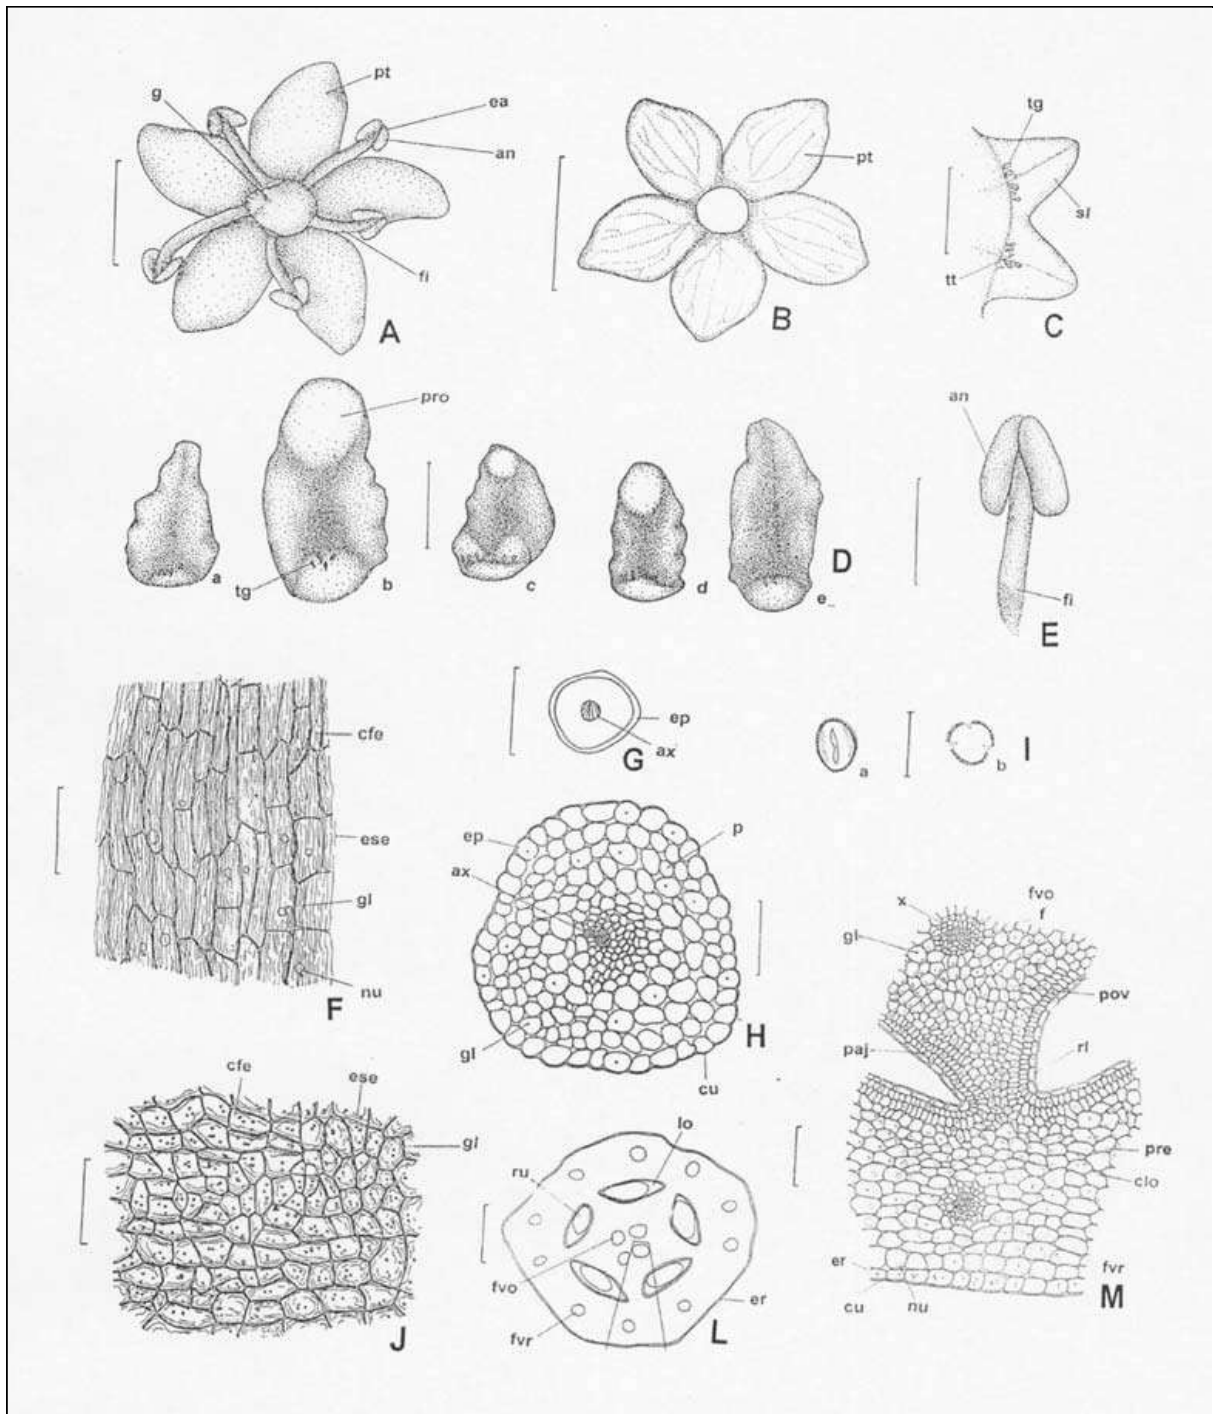 g
pt
ea
an
fi
A
pt
B
tg
sl
tt
C
pro
tg
a
b
c
d
e
D
an
fi
E
cfe
ese
gl
nu
F
ep
ax
G
a
b
I
ep
ax
p
gl
cu
H
x
fvo
f
gl
pov
paj
rl
pre
clo
er
fvr
cu
nu
M
cfe
ese
gl
J
lo
ru
fvo
fvr
er
L